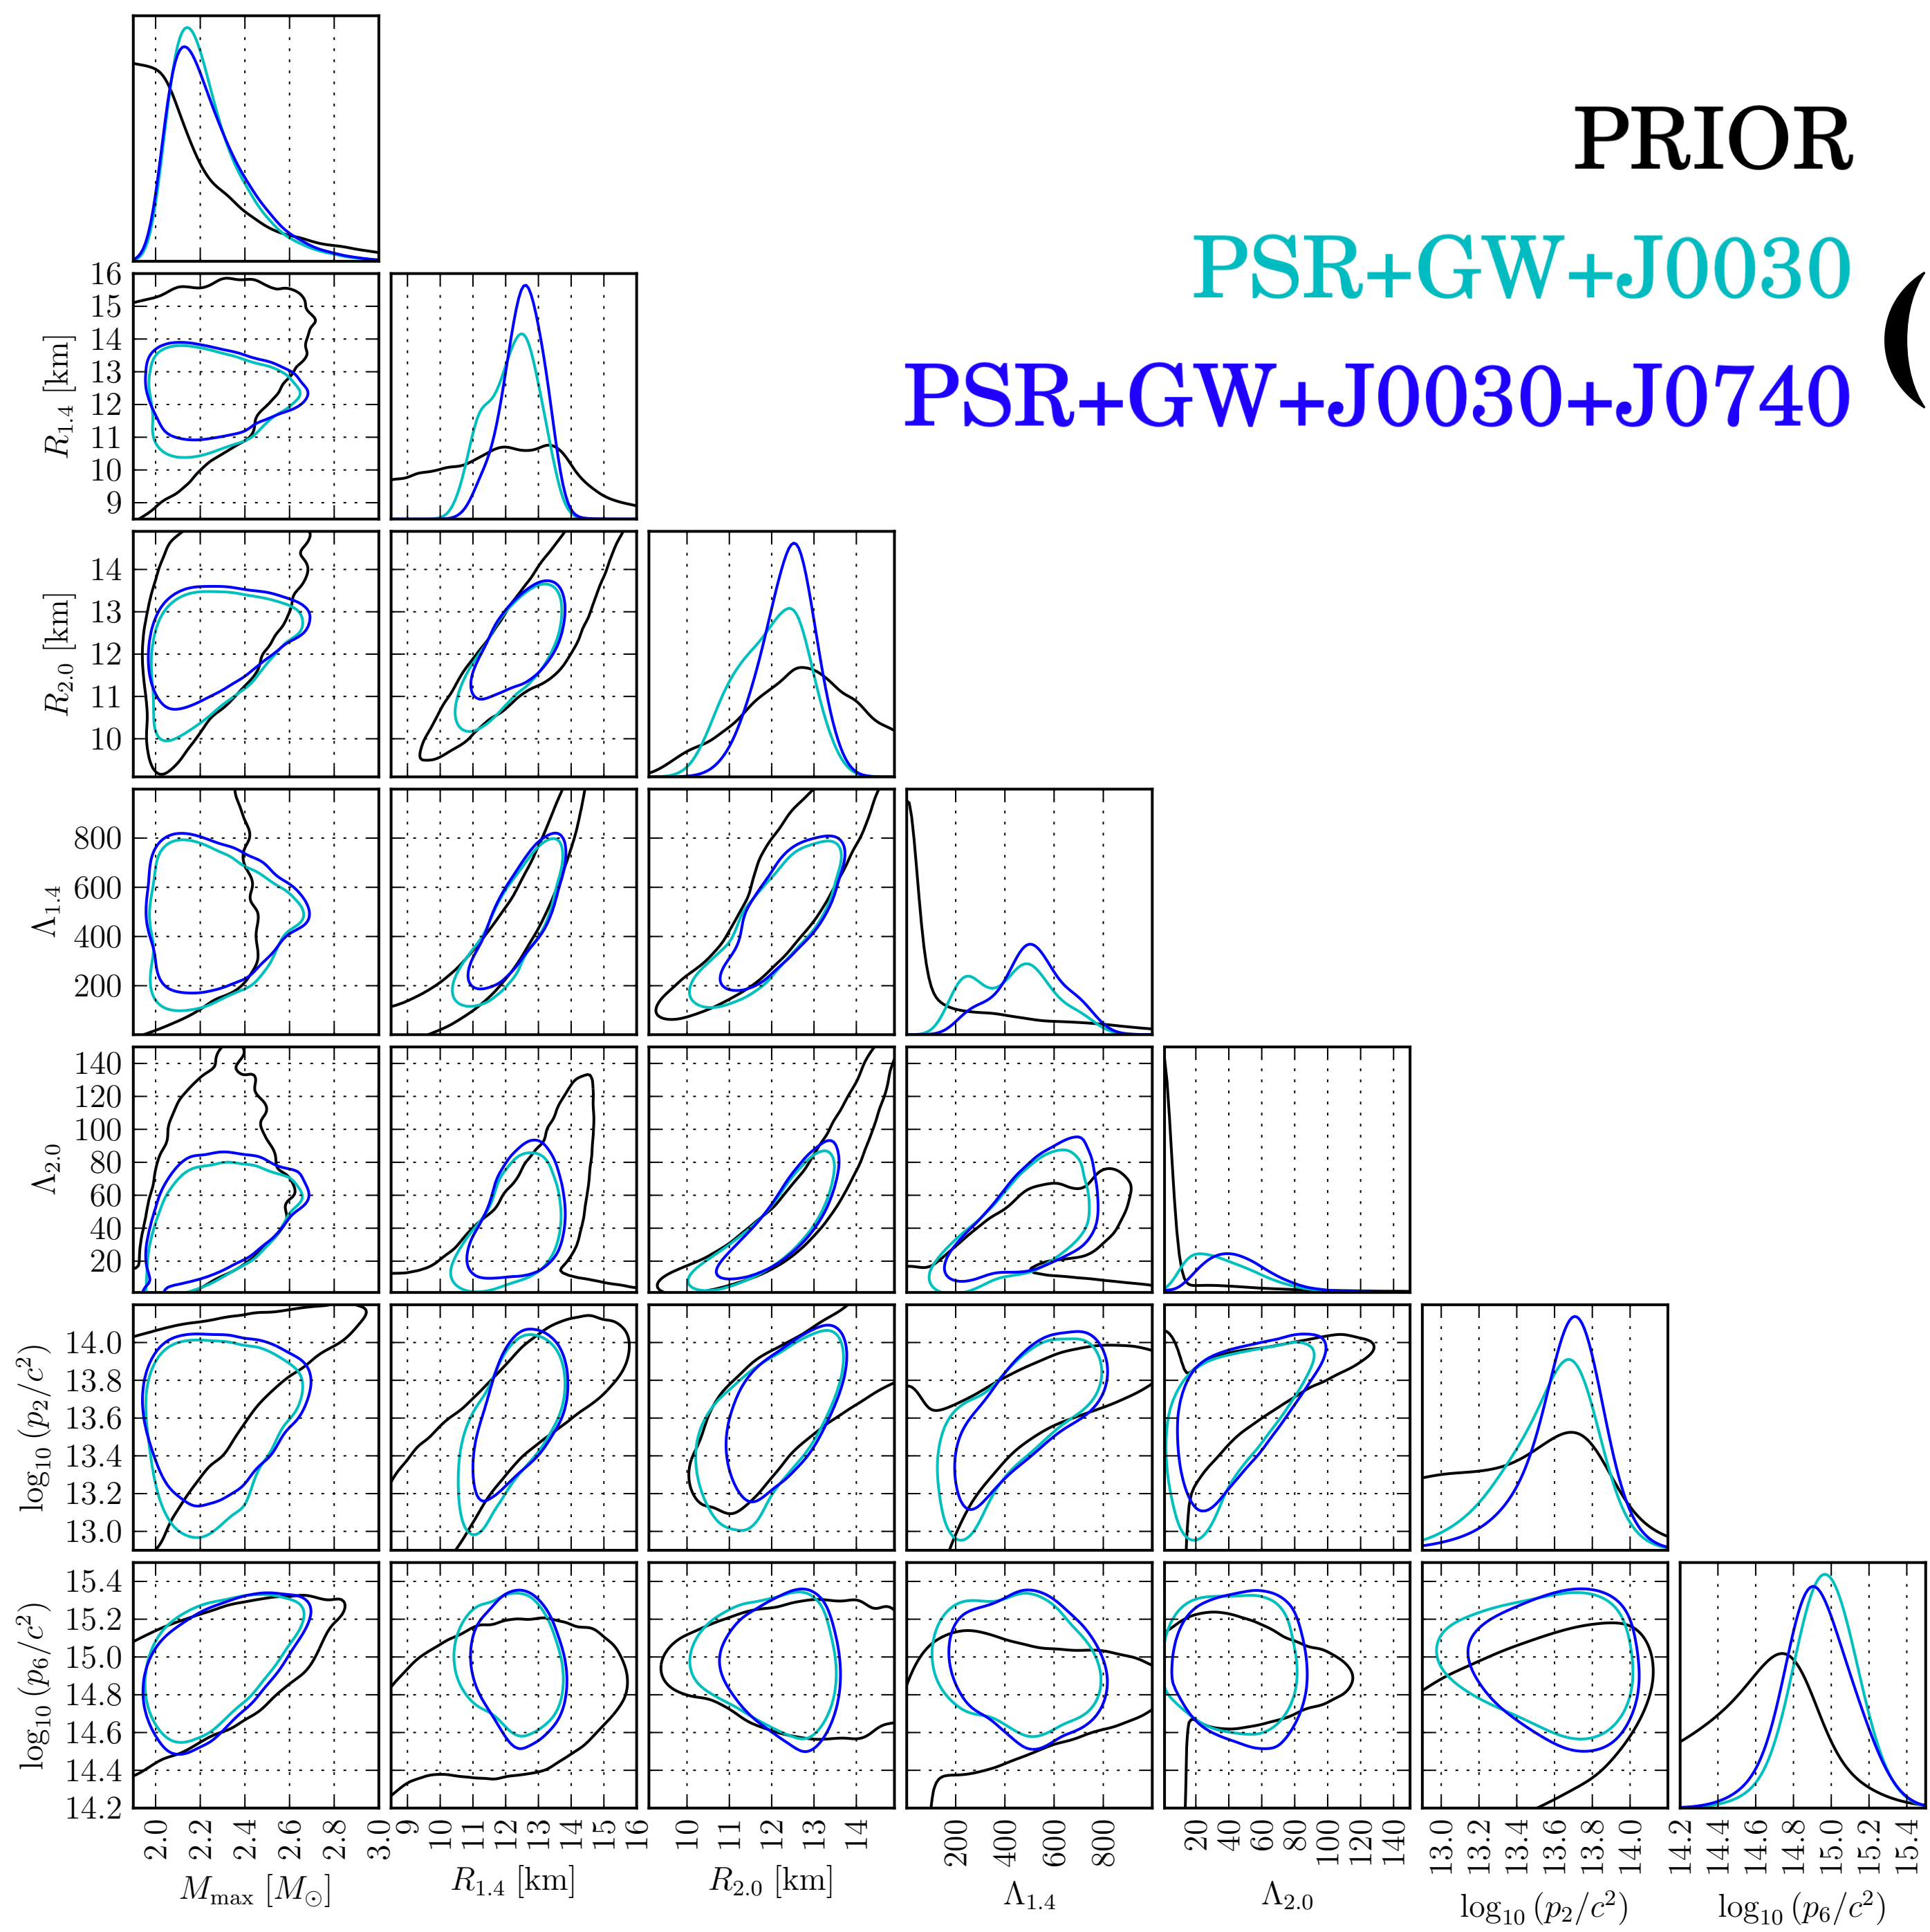 PRIOR
PSR+GW+J0030
PSR+GW+J0030+J0740
(
16
15
14
13
12
11
10
9
R1.4 [km]
14
13
12
11
10
R2.0 [km]
800
600
400
200
Λ1.4
140
120
100
80
60
40
20
Λ2.0
14.0
13.8
13.6
13.4
13.2
13.0
log10 (p2/c²)
15.4
15.2
15.0
14.8
14.6
14.4
14.2
log10 (p6/c²)
2.0 2.2 2.4 2.6 2.8 3.0
9 10 11 12 13 14 15 16
10 11 12 13 14
200 400 600 800
20 40 60 80 100 120 140
13.0 13.2 13.4 13.6 13.8 14.0
14.2 14.4 14.6 14.8 15.0 15.2 15.4
Mmax [M⊙]
R1.4 [km]
R2.0 [km]
Λ1.4
Λ2.0
log10 (p2/c²)
log10 (p6/c²)